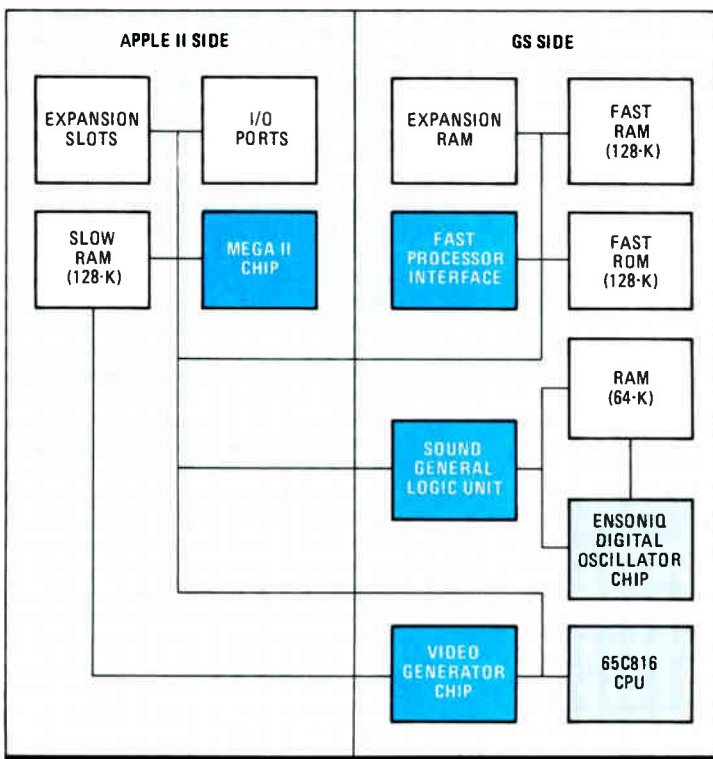 APPLE II SIDE
GS SIDE
EXPANSION
SLOTS
I/O
PORTS
EXPANSION
RAM
FAST
RAM
(128-K)
SLOW
RAM
(128-K)
MEGA II
CHIP
FAST
PROCESSOR
INTERFACE
FAST
ROM
(128-K)
RAM
(64-K)
SOUND
GENERAL
LOGIC UNIT
ENSONIQ
DIGITAL
OSCILLATOR
CHIP
VIDEO
GENERATOR
CHIP
65C816
CPU